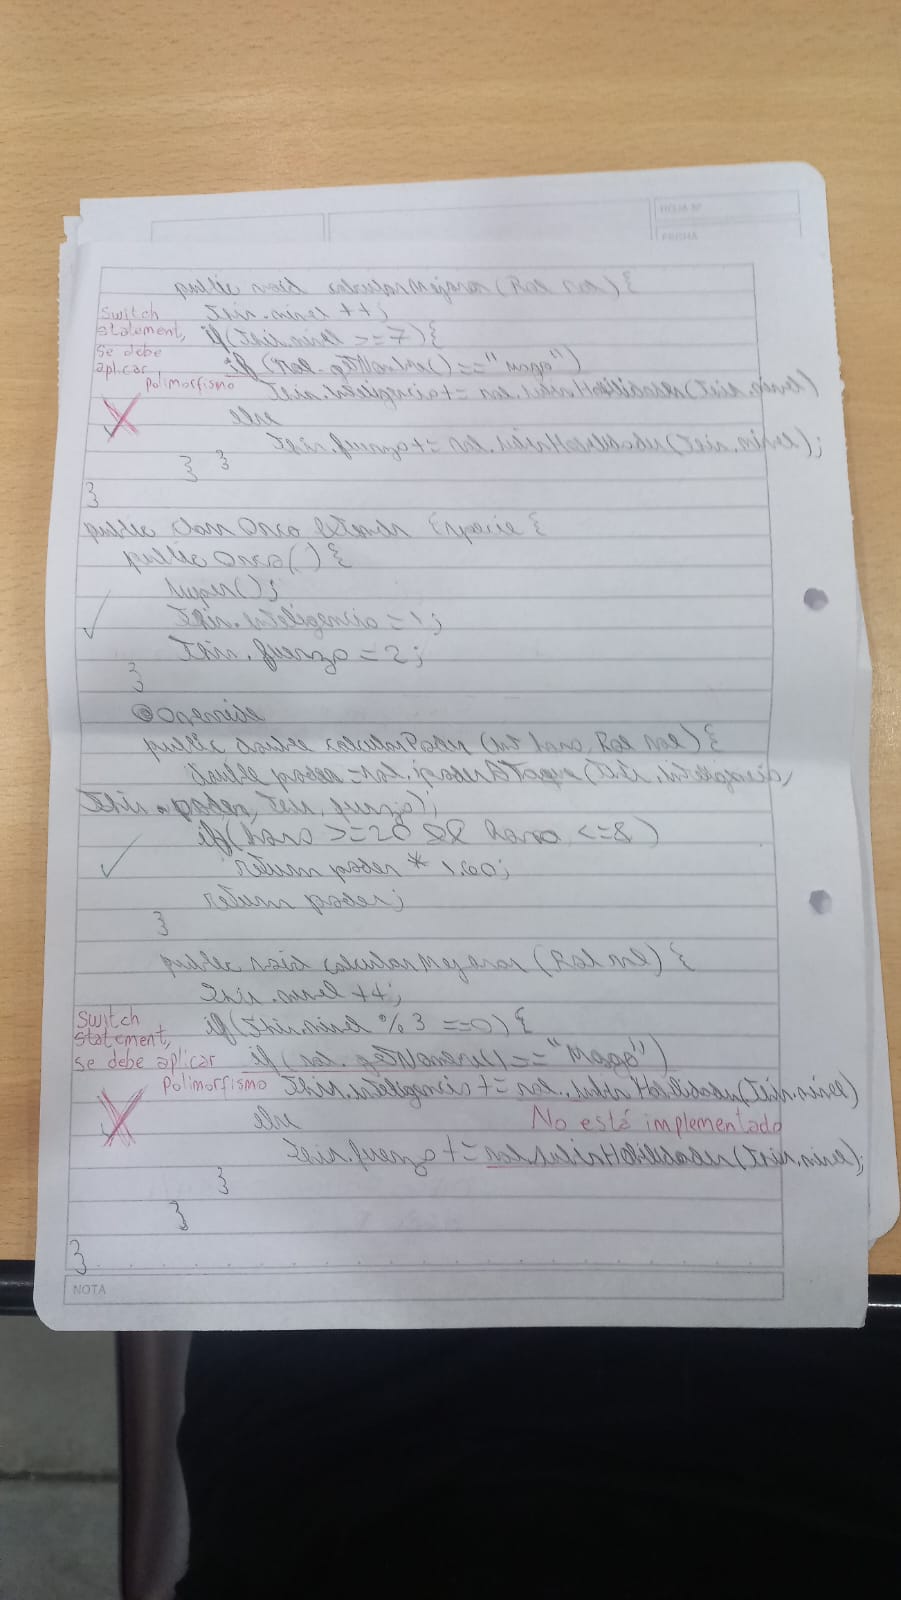 HOJA Nº
FECHA
public void calcularMejoras (Rol rol) {
Switch
statement,
se debe
aplicar
polimorfismo
this.nivel ++;
if(this.nivel >=7){
if (rol.getNombre()=="mago")
this.inteligencia+= rol.subirHabilidades(this.nivel)
else
this.fuerza+= rol.subirHabilidades(this.nivel);
} }
}
public class Orco extends Especie {
public Orco() {
super();
this.inteligencia =1;
this.fuerza =2;
}
@Override
public double calcularPoder (int hora, Rol rol) {
double poder =rol.poderAtaque(this.inteligencia,
this.poder, this.fuerza);
if(hora >=20 && hora <=8)
return poder * 1.60;
return poder;
}
public void calcularMejoras (Rol rol) {
this.nivel ++;
Switch
statement,
se debe aplicar
Polimorfismo
if(this.nivel % 3 ==0) {
if (rol.getNombre()=="Mago")
this.inteligencia += rol.subirHabilidades(this.nivel)
else
No está implementado
this.fuerza += rol.subirHabilidades(this.nivel);
}
}
}
NOTA